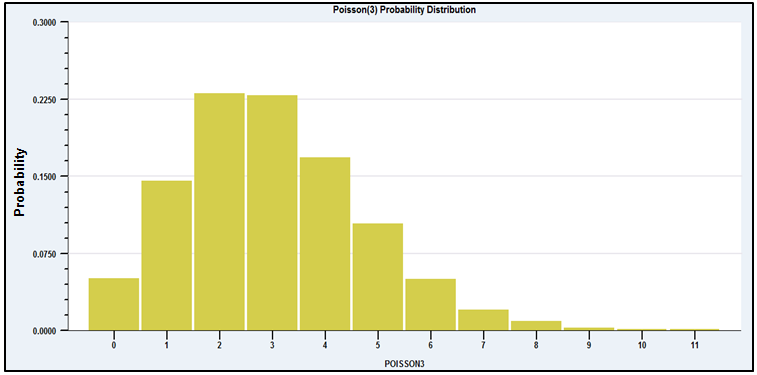 Poisson(3) Probability Distribution
0.3000
0.2250
0.1500
0.0750
0.0000
Probability
0 1 2 3 4 5 6 7 8 9 10 11
POISSON3